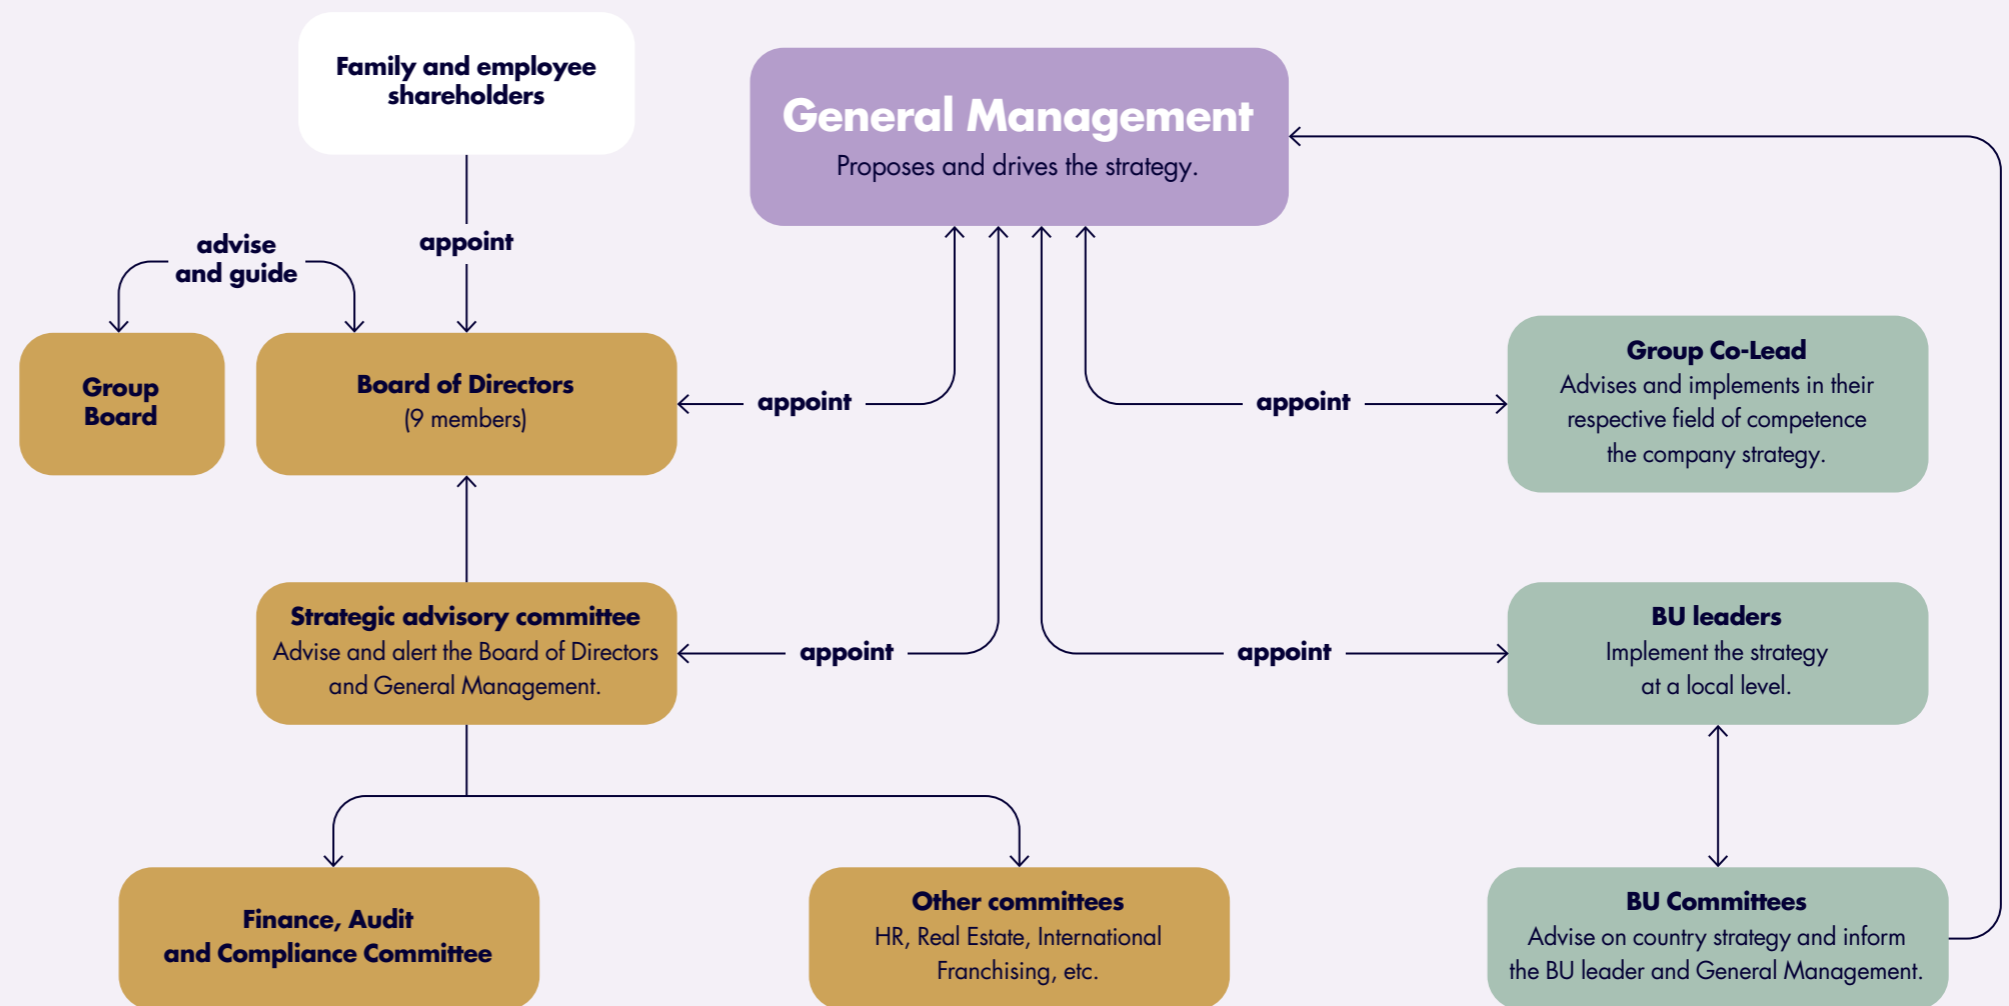 Family and employee
shareholders
General Management
Proposes and drives the strategy.
advise
and guide
appoint
Group
Board
Board of Directors
(9 members)
appoint
appoint
Group Co-Lead
Advises and implements in their
respective field of competence
the company strategy.
Strategic advisory committee
Advise and alert the Board of Directors
and General Management.
appoint
appoint
BU leaders
Implement the strategy
at a local level.
Finance, Audit
and Compliance Committee
Other committees
HR, Real Estate, International
Franchising, etc.
BU Committees
Advise on country strategy and inform
the BU leader and General Management.